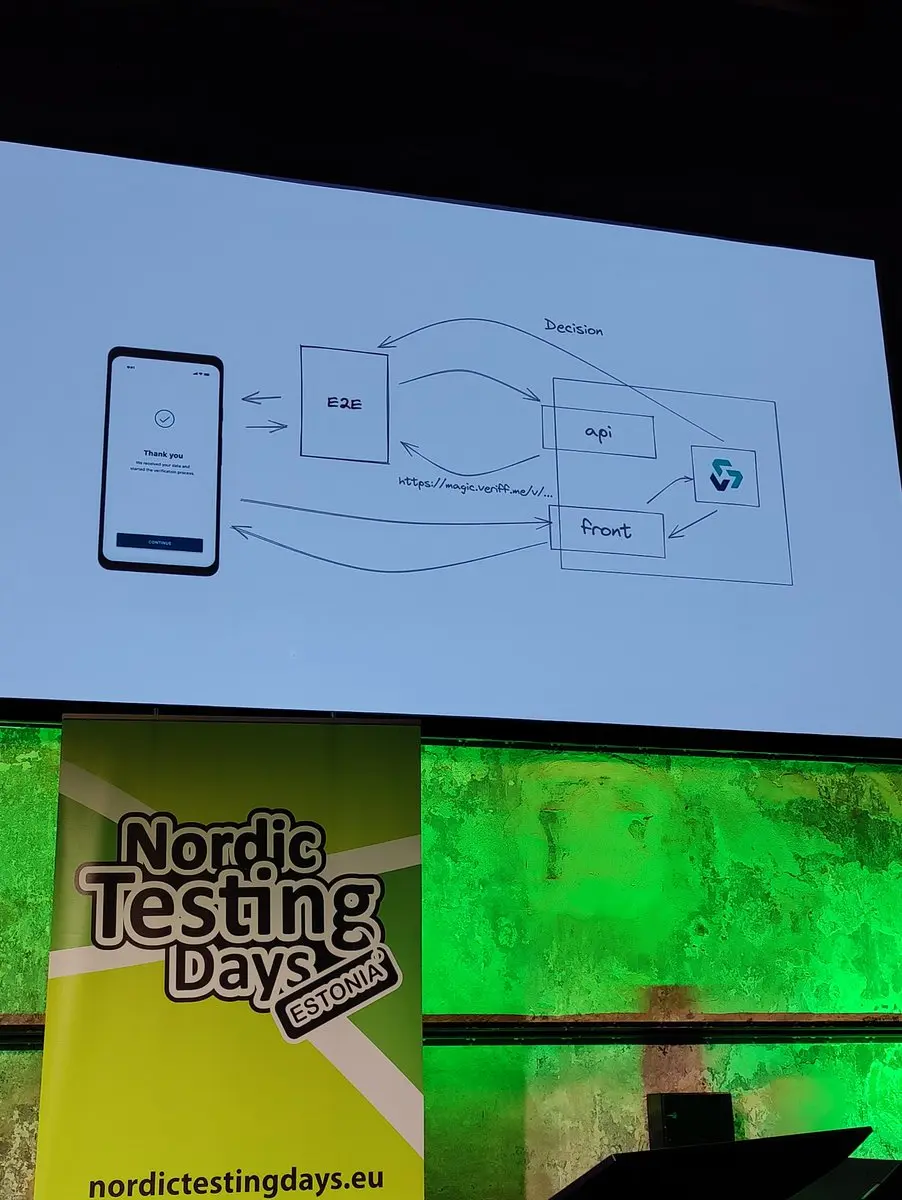 Decision
E2E
api
https://magic.veriff.me/v/...
front
Thank you
We received your data and
started the verification process.
CONTINUE
Nordic
Testing
Days
ESTONIA
nordictestingdays.eu